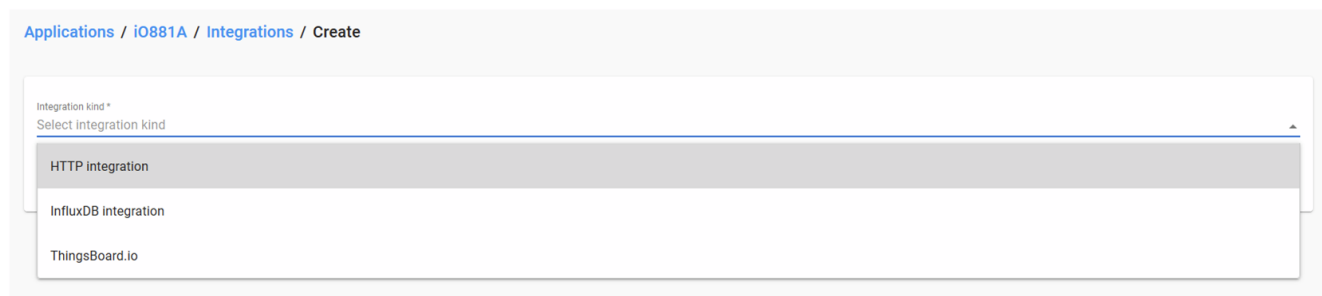 Applications / iO881A / Integrations / Create
Integration kind *
Select integration kind
HTTP integration
InfluxDB integration
ThingsBoard.io